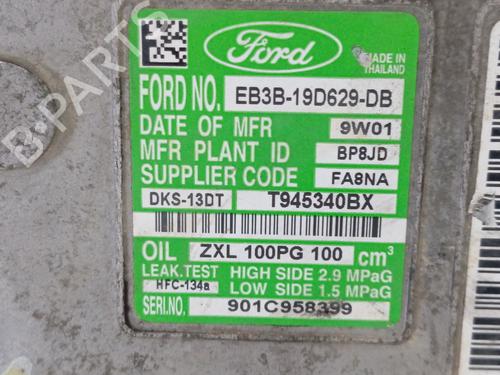 Ford
MADE IN
THAILAND
FORD NO. EB3B-19D629-DB
DATE OF MFR 9W01
MFR PLANT ID BP8JD
SUPPLIER CODE FA8NA
DKS-13DT T945340BX
OIL ZXL 100PG 100 cm³
LEAK.TEST HIGH SIDE 2.9 MPaG
HFC-134a LOW SIDE 1.5 MPaG
SERI.NO. 901C958399